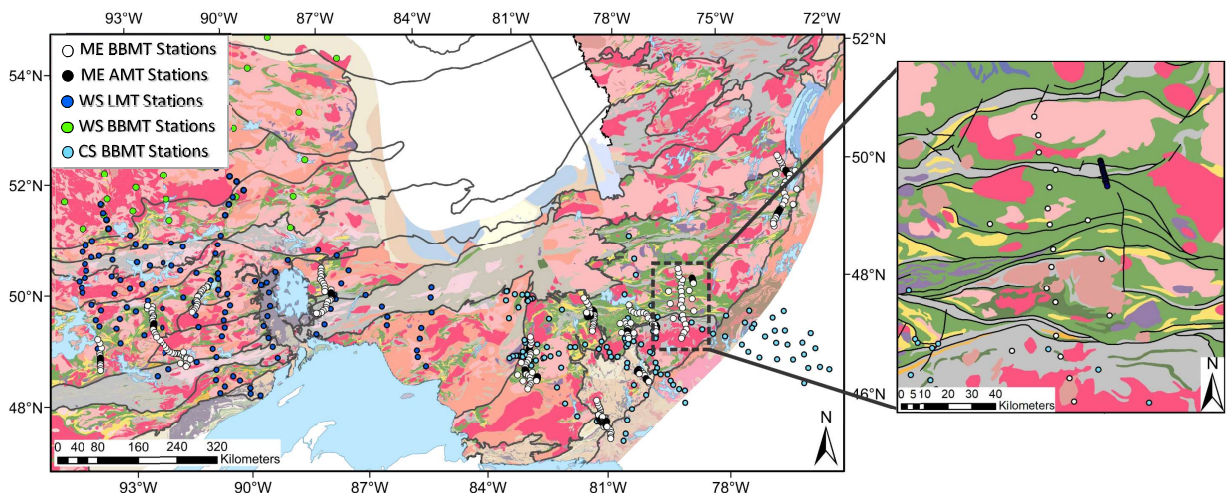 93°W 90°W 87°W 84°W 81°W 78°W 75°W 72°W
ME BBMT Stations
ME AMT Stations
WS LMT Stations
WS BBMT Stations
CS BBMT Stations
54°N
52°N
50°N
48°N
52°N
50°N
48°N
46°N
0 40 80 160 240 320
Kilometers
N
93°W 90°W 87°W 84°W 81°W 78°W
0 5 10 20 30 40
Kilometers
N